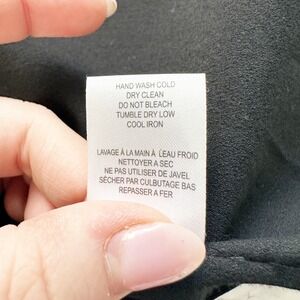 HAND WASH COLD
DRY CLEAN
DO NOT BLEACH
TUMBLE DRY LOW
COOL IRON
LAVAGE À LA MAIN À LEAU FROID
NETTOYER A SEC
NE PAS UTILISER DE JAVEL
SÉCHER PAR CULBUTAGE BAS
REPASSER A FER